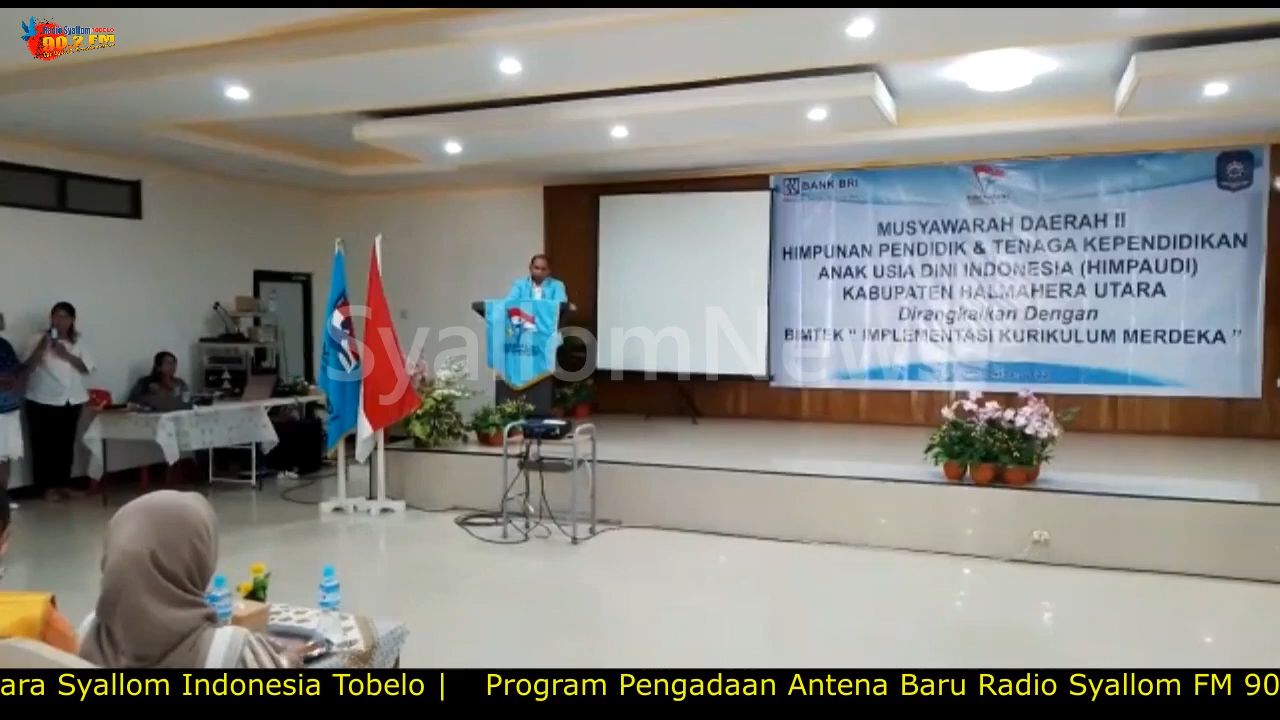 Radio Syallom
90.2 FM
BANK BRI
MUSYAWARAH DAERAH II
HIMPUNAN PENDIDIK & TENAGA KEPENDIDIKAN
ANAK USIA DINI INDONESIA (HIMPAUDI)
KABUPATEN HALMAHERA UTARA
Dirangkaikan Dengan
BIMTEK " IMPLEMENTASI KURIKULUM MERDEKA "
SyallomNews
ara Syallom Indonesia Tobelo | Program Pengadaan Antena Baru Radio Syallom FM 90